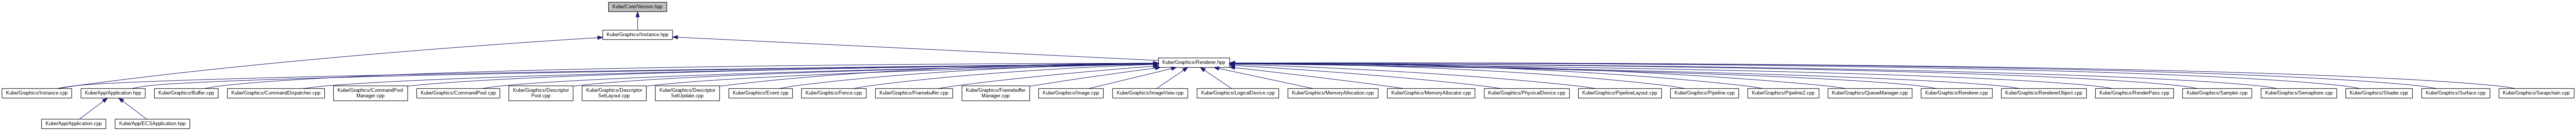 Kube/Core/Version.hpp
Kube/Graphics/Instance.hpp
Kube/Graphics/Renderer.hpp
Kube/Graphics/Instance.cpp
Kube/App/Application.hpp
Kube/Graphics/Buffer.cpp
Kube/Graphics/CommandDispatcher.cpp
Kube/Graphics/CommandPool
Manager.cpp
Kube/Graphics/CommandPool.cpp
Kube/Graphics/Descriptor
Pool.cpp
Kube/Graphics/Descriptor
SetLayout.cpp
Kube/Graphics/Descriptor
SetUpdate.cpp
Kube/Graphics/Event.cpp
Kube/Graphics/Fence.cpp
Kube/Graphics/Framebuffer.cpp
Kube/Graphics/Framebuffer
Manager.cpp
Kube/Graphics/Image.cpp
Kube/Graphics/ImageView.cpp
Kube/Graphics/LogicalDevice.cpp
Kube/Graphics/MemoryAllocation.cpp
Kube/Graphics/MemoryAllocator.cpp
Kube/Graphics/PhysicalDevice.cpp
Kube/Graphics/PipelineLayout.cpp
Kube/Graphics/Pipeline.cpp
Kube/Graphics/Pipeline2.cpp
Kube/Graphics/QueueManager.cpp
Kube/Graphics/Renderer.cpp
Kube/Graphics/RendererObject.cpp
Kube/Graphics/RenderPass.cpp
Kube/Graphics/Sampler.cpp
Kube/Graphics/Semaphore.cpp
Kube/Graphics/Shader.cpp
Kube/Graphics/Surface.cpp
Kube/Graphics/Swapchain.cpp
Kube/App/Application.cpp
Kube/App/ECSApplication.hpp